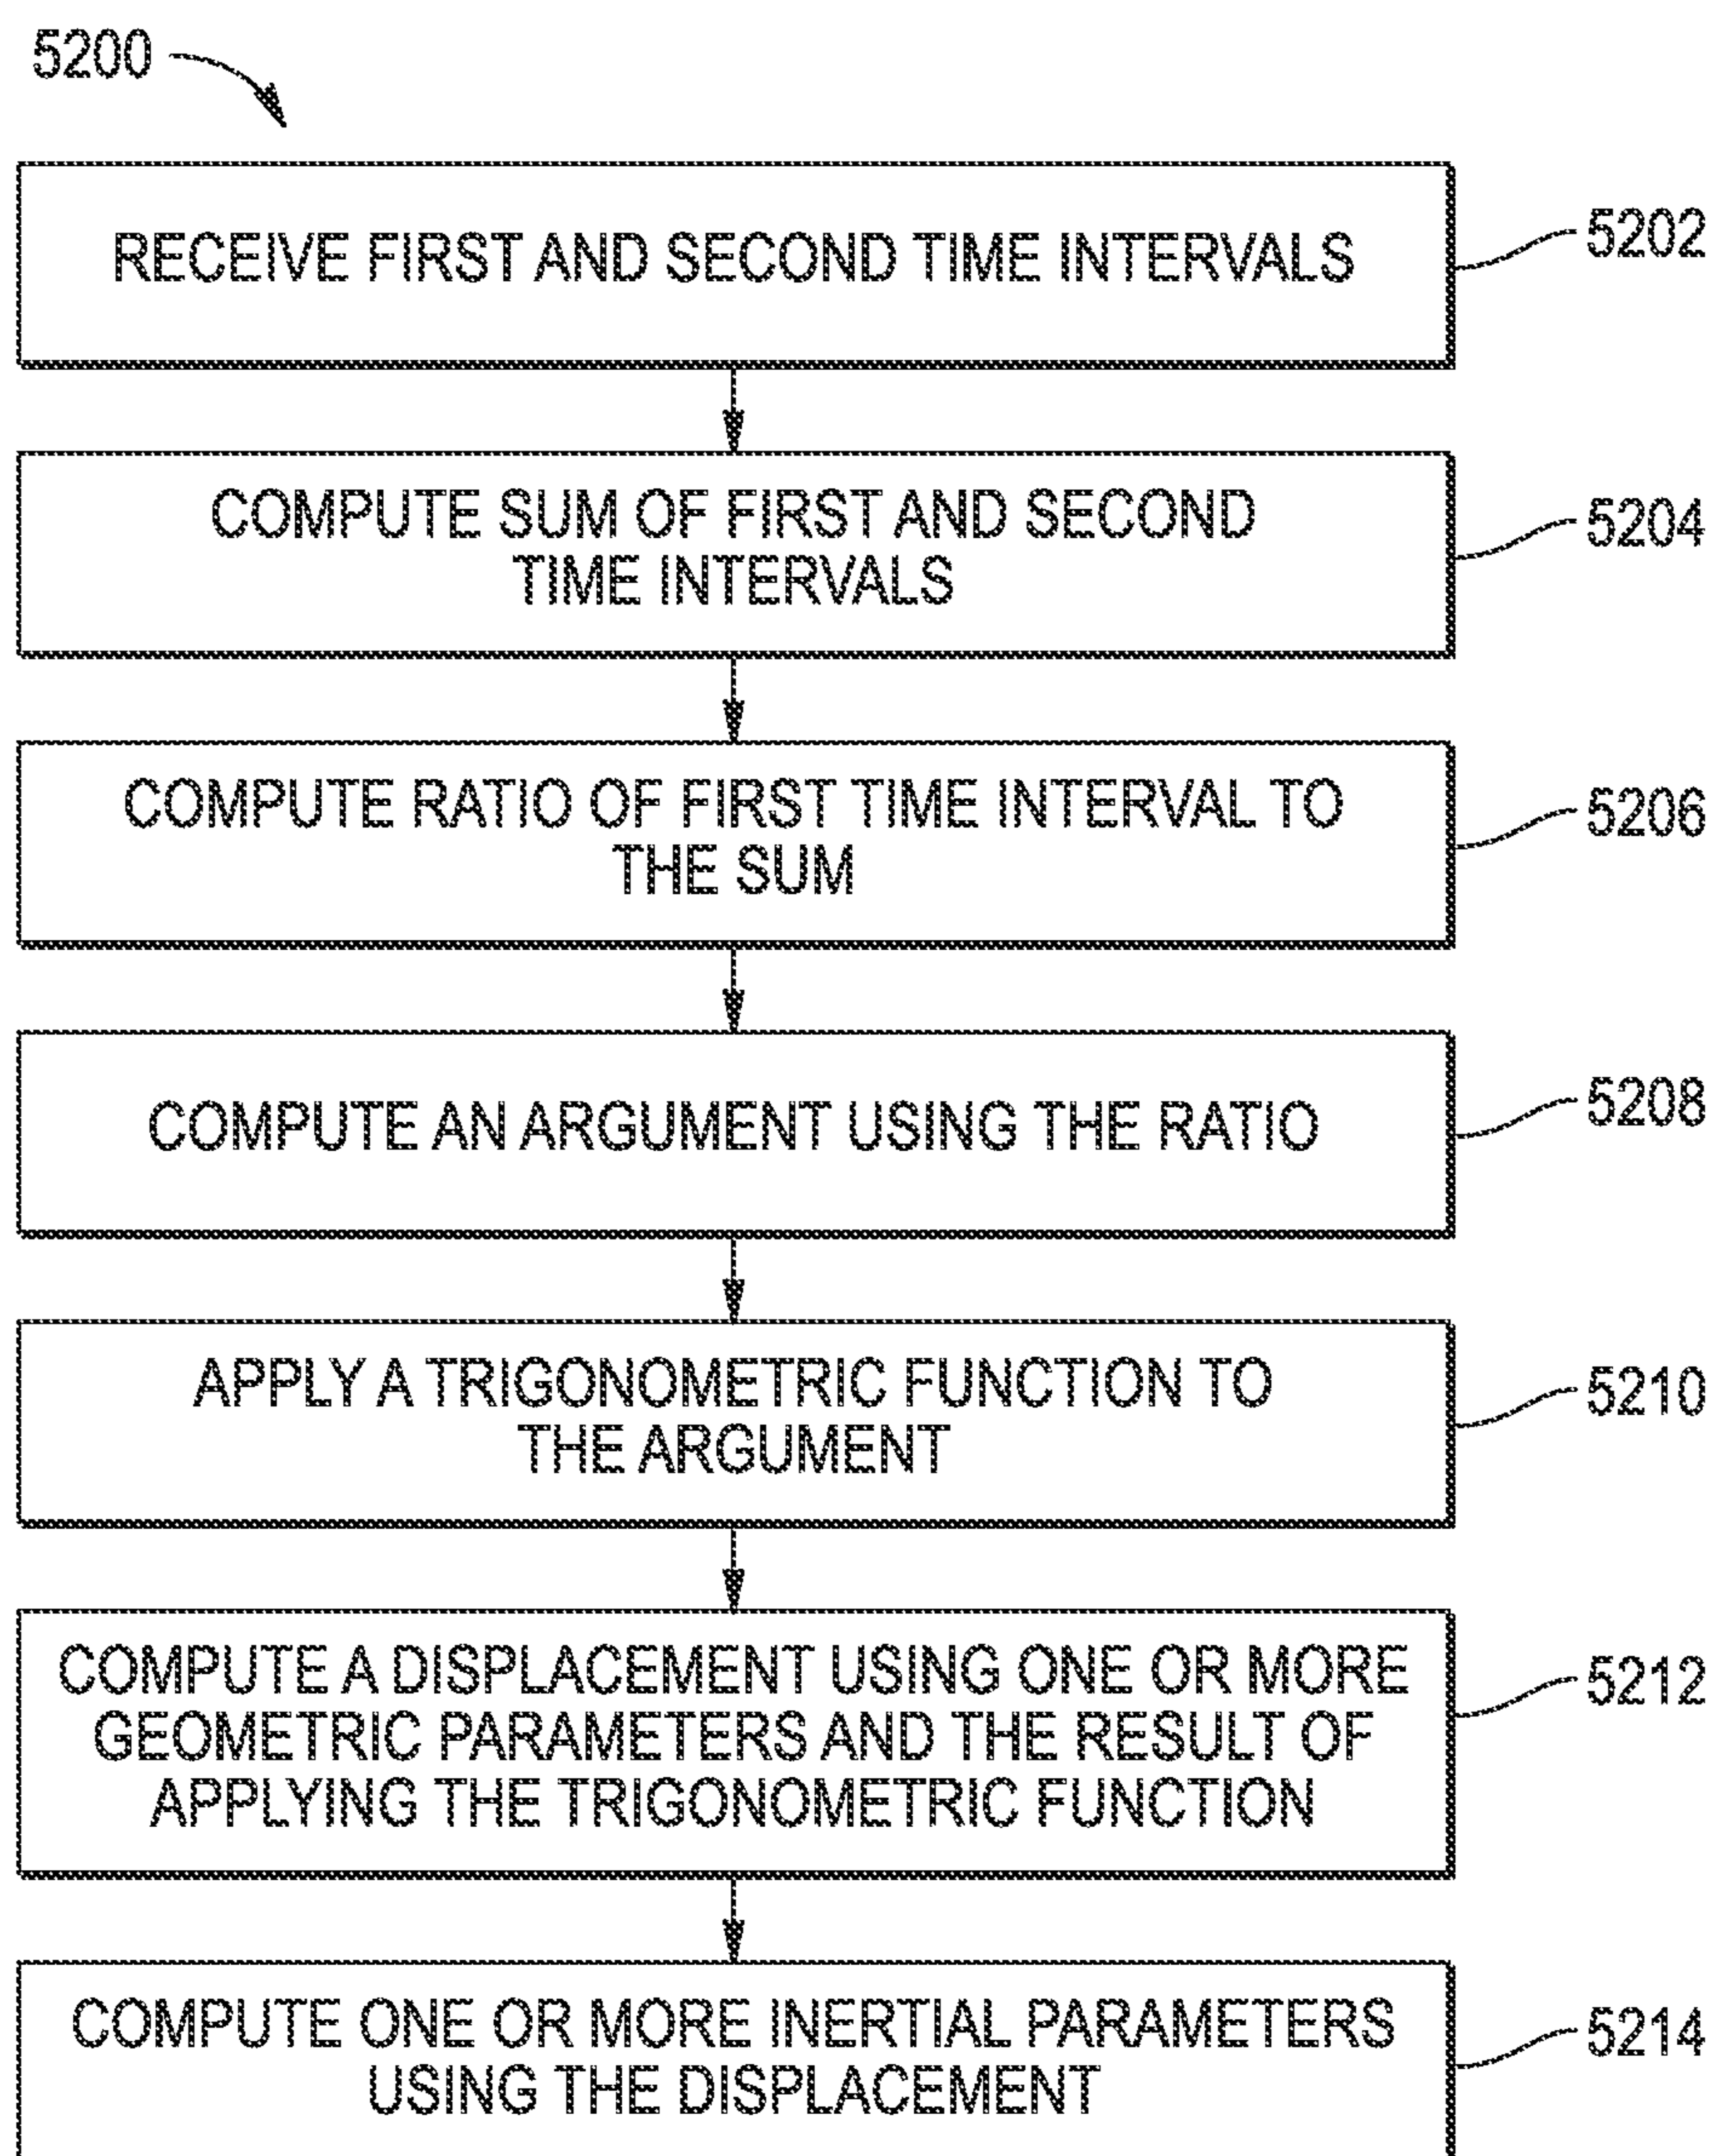 5200
RECEIVE FIRST AND SECOND TIME INTERVALS
5202
COMPUTE SUM OF FIRST AND SECOND
TIME INTERVALS
5204
COMPUTE RATIO OF FIRST TIME INTERVAL TO
THE SUM
5206
COMPUTE AN ARGUMENT USING THE RATIO
5208
APPLY A TRIGONOMETRIC FUNCTION TO
THE ARGUMENT
5210
COMPUTE A DISPLACEMENT USING ONE OR MORE
GEOMETRIC PARAMETERS AND THE RESULT OF
APPLYING THE TRIGONOMETRIC FUNCTION
5212
COMPUTE ONE OR MORE INERTIAL PARAMETERS
USING THE DISPLACEMENT
5214